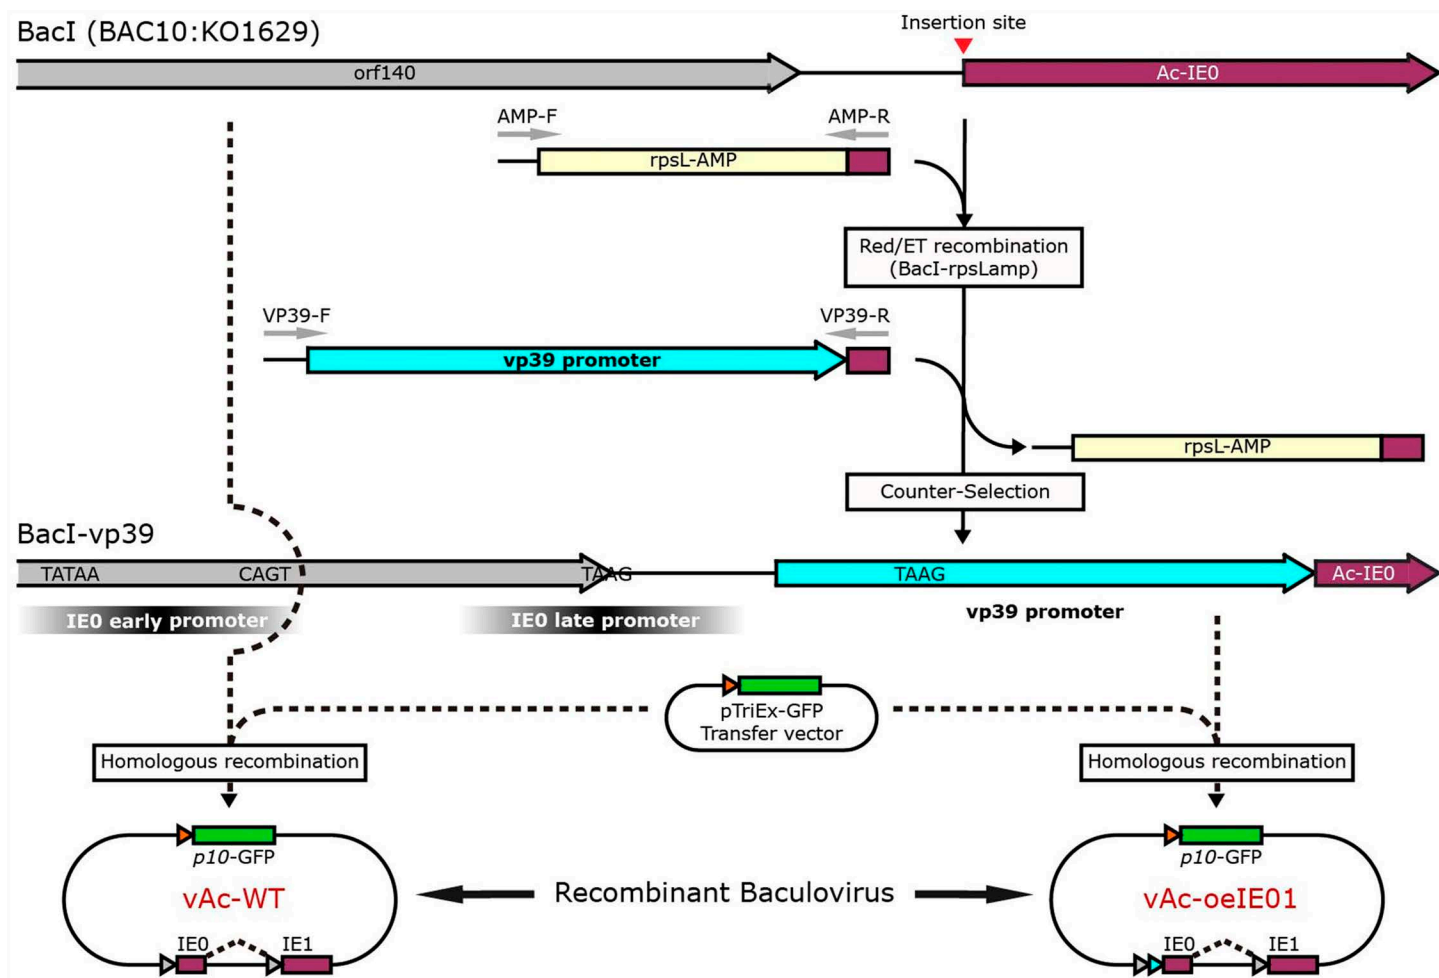 BacI (BAC10:KO1629)
Insertion site
orf140
Ac-IE0
AMP-F
AMP-R
rpsL-AMP
Red/ET recombination
(BacI-rpsLamp)
VP39-F
VP39-R
vp39 promoter
rpsL-AMP
Counter-Selection
BacI-vp39
TATAA
CAGT
TAAG
TAAG
Ac-IE0
IE0 early promoter
IE0 late promoter
vp39 promoter
pTriEx-GFP
Transfer vector
Homologous recombination
Homologous recombination
p10-GFP
p10-GFP
vAc-WT
Recombinant Baculovirus
vAc-oeIE01
IE0
IE1
IE0
IE1